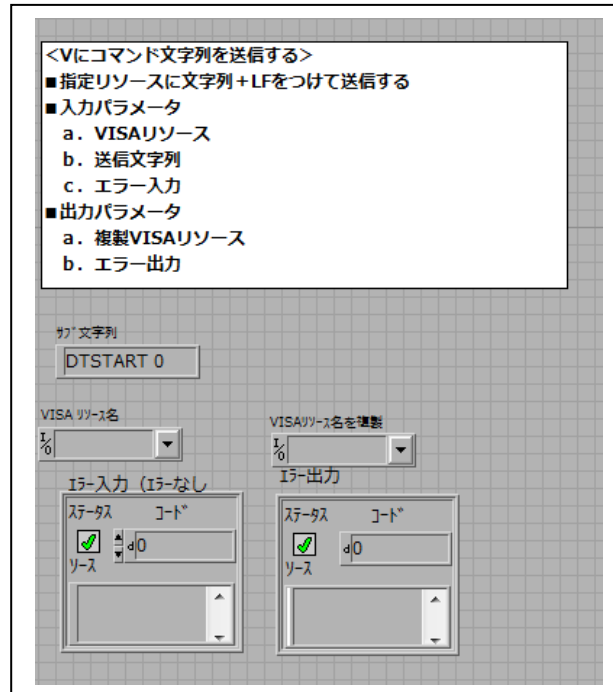 <Vにコマンド文字列を送信する>
■指定リソースに文字列+LFをつけて送信する
■入力パラメータ
a. VISAリソース
b. 送信文字列
c. エラー入力
■出力パラメータ
a. 複製VISAリソース
b. エラー出力
ｻﾌﾞ文字列
DTSTART 0
VISA ﾘｿｰｽ名
VISAﾘｿｰｽ名を複製
I/O
I/O
ｴﾗｰ入力 (ｴﾗｰなし
ｴﾗｰ出力
ｽﾃｰﾀｽ ｺｰﾄﾞ
ｽﾃｰﾀｽ ｺｰﾄﾞ
d 0
d 0
ｿｰｽ
ｿｰｽ